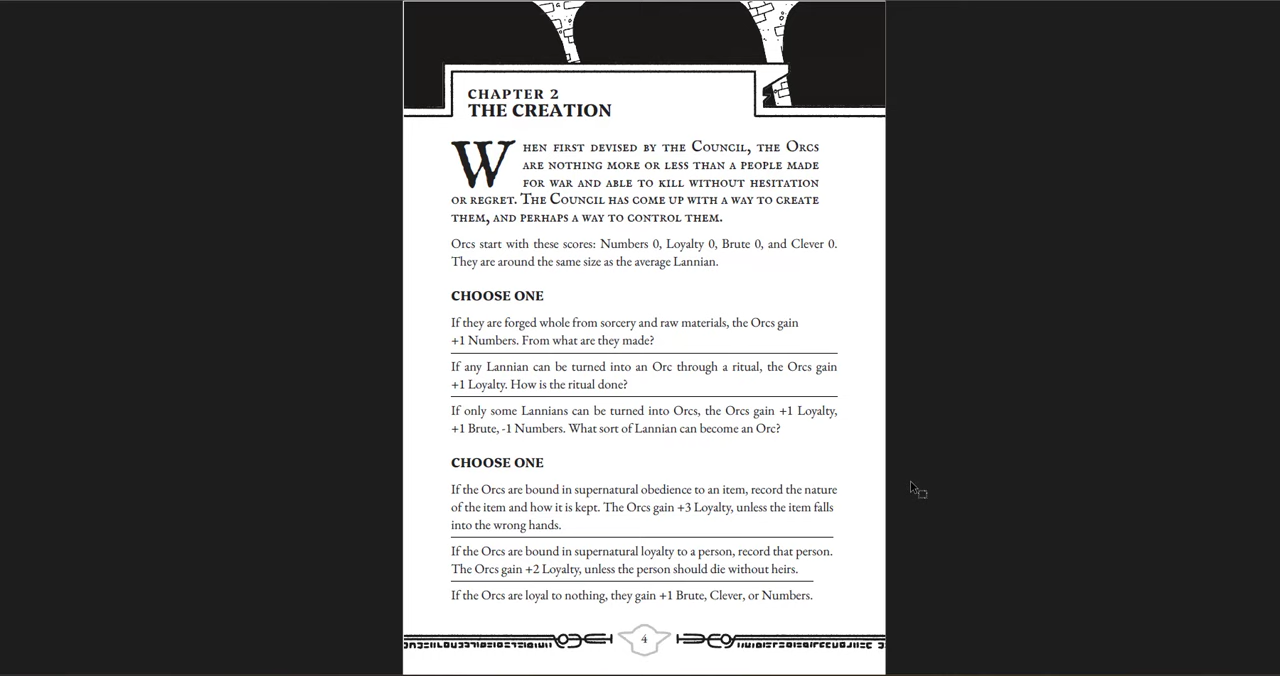 CHAPTER 2
THE CREATION
WHEN FIRST DEVISED BY THE COUNCIL, THE ORCS
ARE NOTHING MORE OR LESS THAN A PEOPLE MADE
FOR WAR AND ABLE TO KILL WITHOUT HESITATION
OR REGRET. THE COUNCIL HAS COME UP WITH A WAY TO CREATE
THEM, AND PERHAPS A WAY TO CONTROL THEM.
Orcs start with these scores: Numbers 0, Loyalty 0, Brute 0, and Clever 0.
They are around the same size as the average Lannian.
CHOOSE ONE
If they are forged whole from sorcery and raw materials, the Orcs gain
+1 Numbers. From what are they made?
If any Lannian can be turned into an Orc through a ritual, the Orcs gain
+1 Loyalty. How is the ritual done?
If only some Lannians can be turned into Orcs, the Orcs gain +1 Loyalty,
+1 Brute, -1 Numbers. What sort of Lannian can become an Orc?
CHOOSE ONE
If the Orcs are bound in supernatural obedience to an item, record the nature
of the item and how it is kept. The Orcs gain +3 Loyalty, unless the item falls
into the wrong hands.
If the Orcs are bound in supernatural loyalty to a person, record that person.
The Orcs gain +2 Loyalty, unless the person should die without heirs.
If the Orcs are loyal to nothing, they gain +1 Brute, Clever, or Numbers.
4